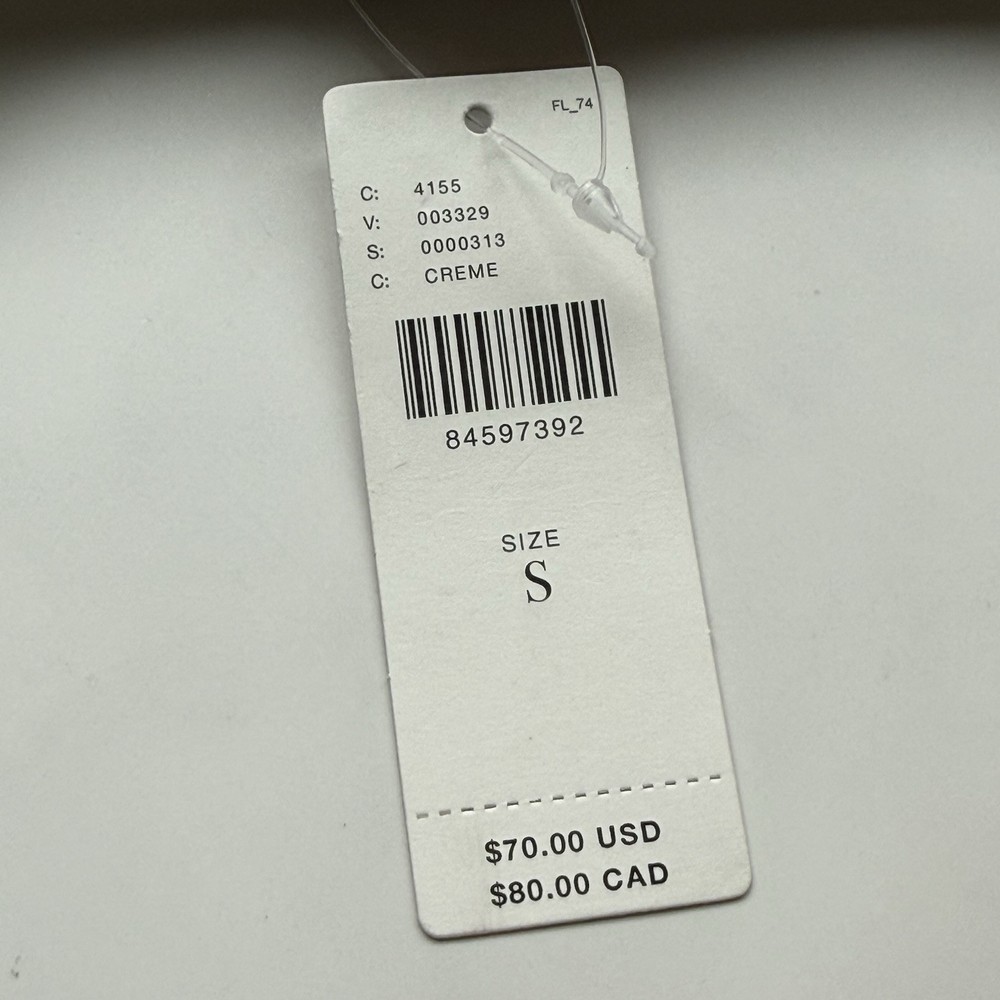 FL_74
C: 4155
V: 003329
S: 0000313
C: CREME
84597392
SIZE
S
$70.00 USD
$80.00 CAD